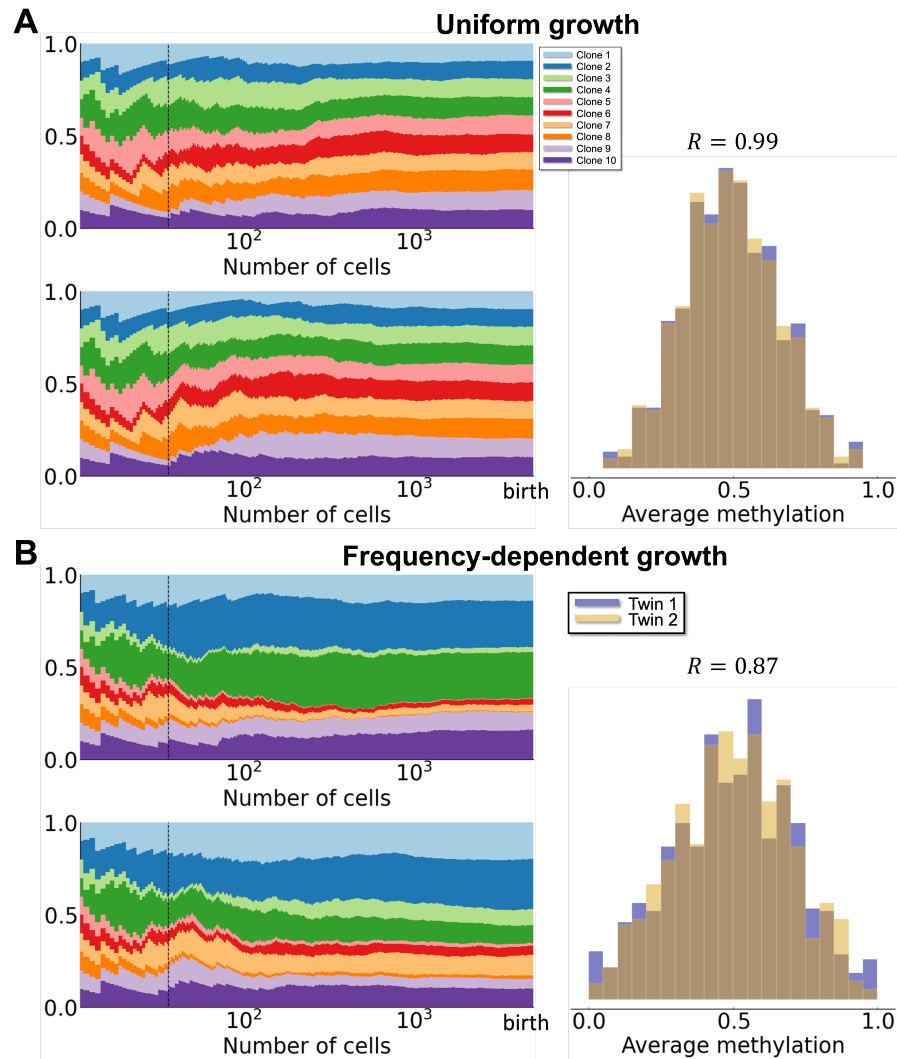 A
Uniform growth
1.0
0.5
0.0
10²
10³
Number of cells
Clone 1
Clone 2
Clone 3
Clone 4
Clone 5
Clone 6
Clone 7
Clone 8
Clone 9
Clone 10
1.0
0.5
0.0
10²
10³
birth
Number of cells
R = 0.99
0.0
0.5
1.0
Average methylation
B
Frequency-dependent growth
1.0
0.5
0.0
10²
10³
Number of cells
Twin 1
Twin 2
1.0
0.5
0.0
10²
10³
birth
Number of cells
R = 0.87
0.0
0.5
1.0
Average methylation